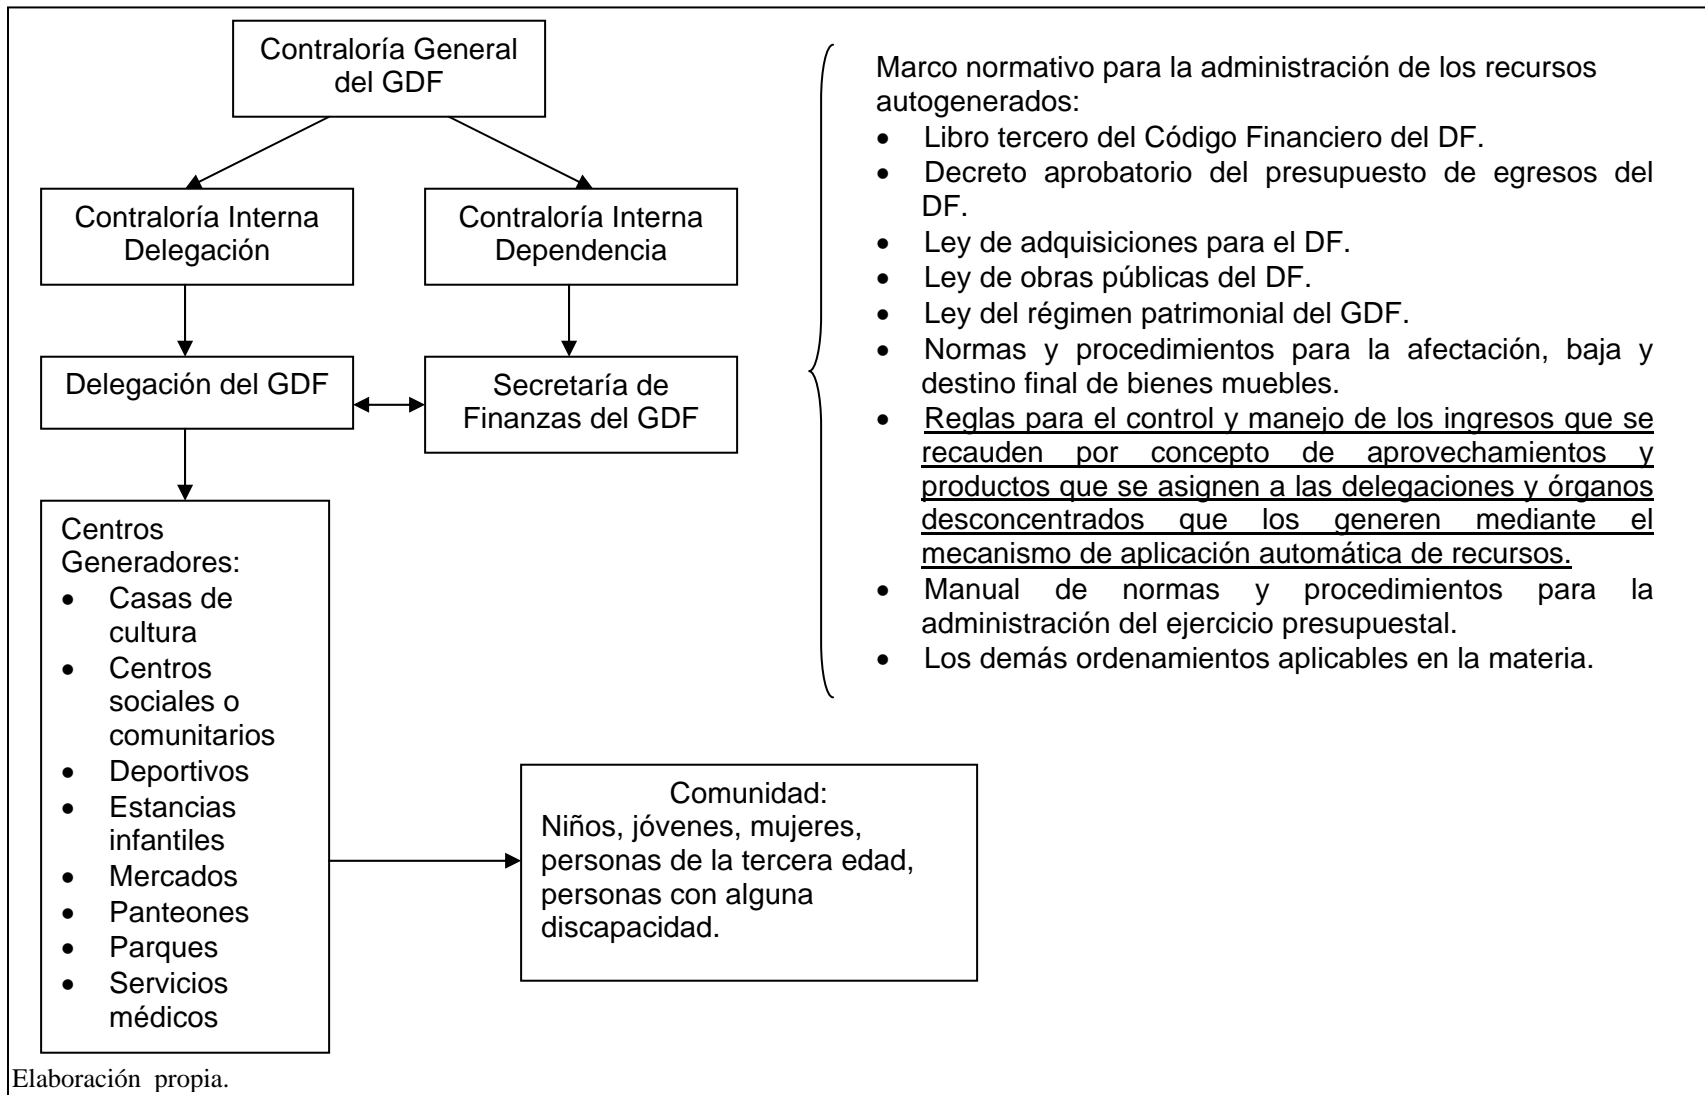 Contraloría General
del GDF
Contraloría Interna
Delegación
Contraloría Interna
Dependencia
Delegación del GDF
Secretaría de
Finanzas del GDF
Centros
Generadores:
• Casas de
cultura
• Centros
sociales o
comunitarios
• Deportivos
• Estancias
infantiles
• Mercados
• Panteones
• Parques
• Servicios
médicos
Comunidad:
Niños, jóvenes, mujeres,
personas de la tercera edad,
personas con alguna
discapacidad.
Marco normativo para la administración de los recursos
autogenerados:
• Libro tercero del Código Financiero del DF.
• Decreto aprobatorio del presupuesto de egresos del
DF.
• Ley de adquisiciones para el DF.
• Ley de obras públicas del DF.
• Ley del régimen patrimonial del GDF.
• Normas y procedimientos para la afectación, baja y
destino final de bienes muebles.
• Reglas para el control y manejo de los ingresos que se
recauden por concepto de aprovechamientos y
productos que se asignen a las delegaciones y órganos
desconcentrados que los generen mediante el
mecanismo de aplicación automática de recursos.
• Manual de normas y procedimientos para la
administración del ejercicio presupuestal.
• Los demás ordenamientos aplicables en la materia.
Elaboración propia.